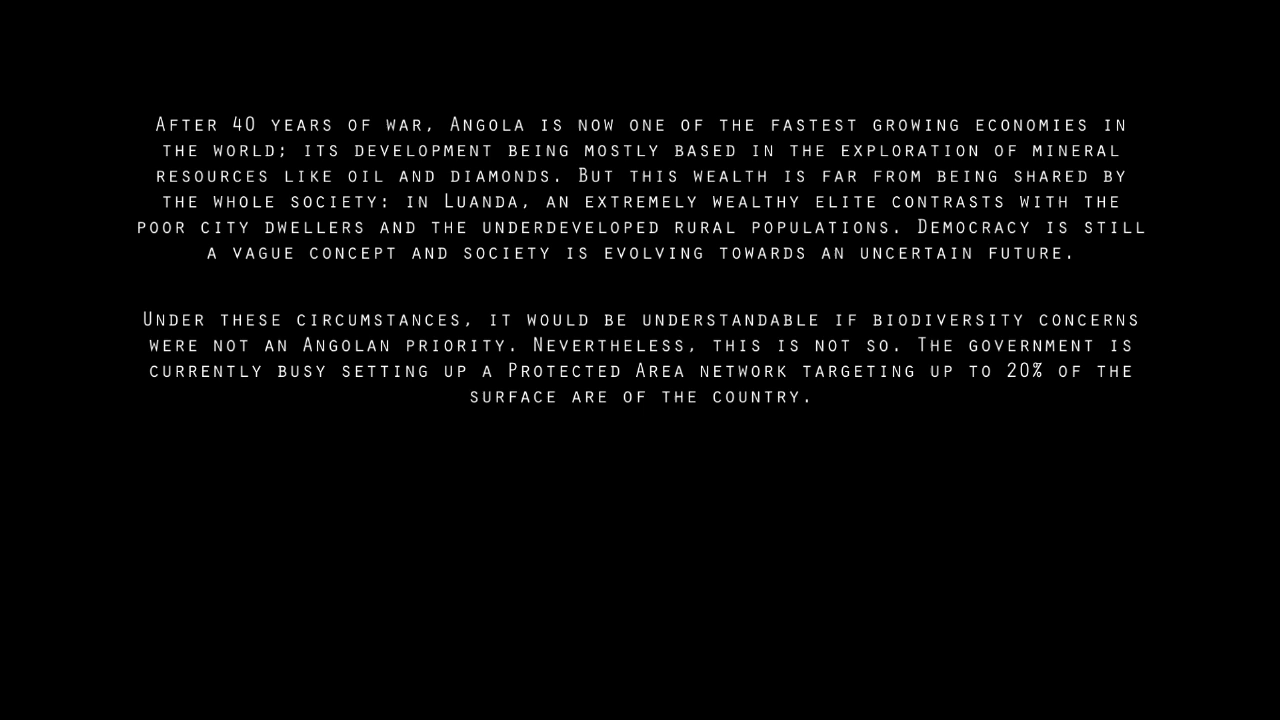 After 40 years of war, Angola is now one of the fastest growing economies in
the world; its development being mostly based in the exploration of mineral
resources like oil and diamonds. But this wealth is far from being shared by
the whole society: in Luanda, an extremely wealthy elite contrasts with the
poor city dwellers and the underdeveloped rural populations. Democracy is still
a vague concept and society is evolving towards an uncertain future.
Under these circumstances, it would be understandable if biodiversity concerns
were not an Angolan priority. Nevertheless, this is not so. The government is
currently busy setting up a Protected Area network targeting up to 20% of the
surface are of the country.